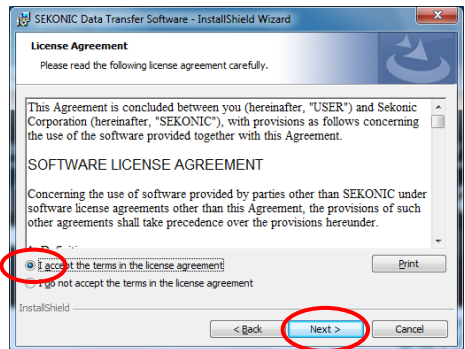 SEKONIC Data Transfer Software - InstallShield Wizard
License Agreement
Please read the following license agreement carefully.
This Agreement is concluded between you (hereinafter, "USER") and Sekonic
Corporation (hereinafter, "SEKONIC"), with provisions as follows concerning
the use of the software provided together with this Agreement.
SOFTWARE LICENSE AGREEMENT
Concerning the use of software provided by parties other than SEKONIC under
software license agreements other than this Agreement, the provisions of such
other agreements shall take precedence over the provisions hereunder.
I accept the terms in the license agreement
Print
I do not accept the terms in the license agreement
InstallShield
< Back
Next >
Cancel